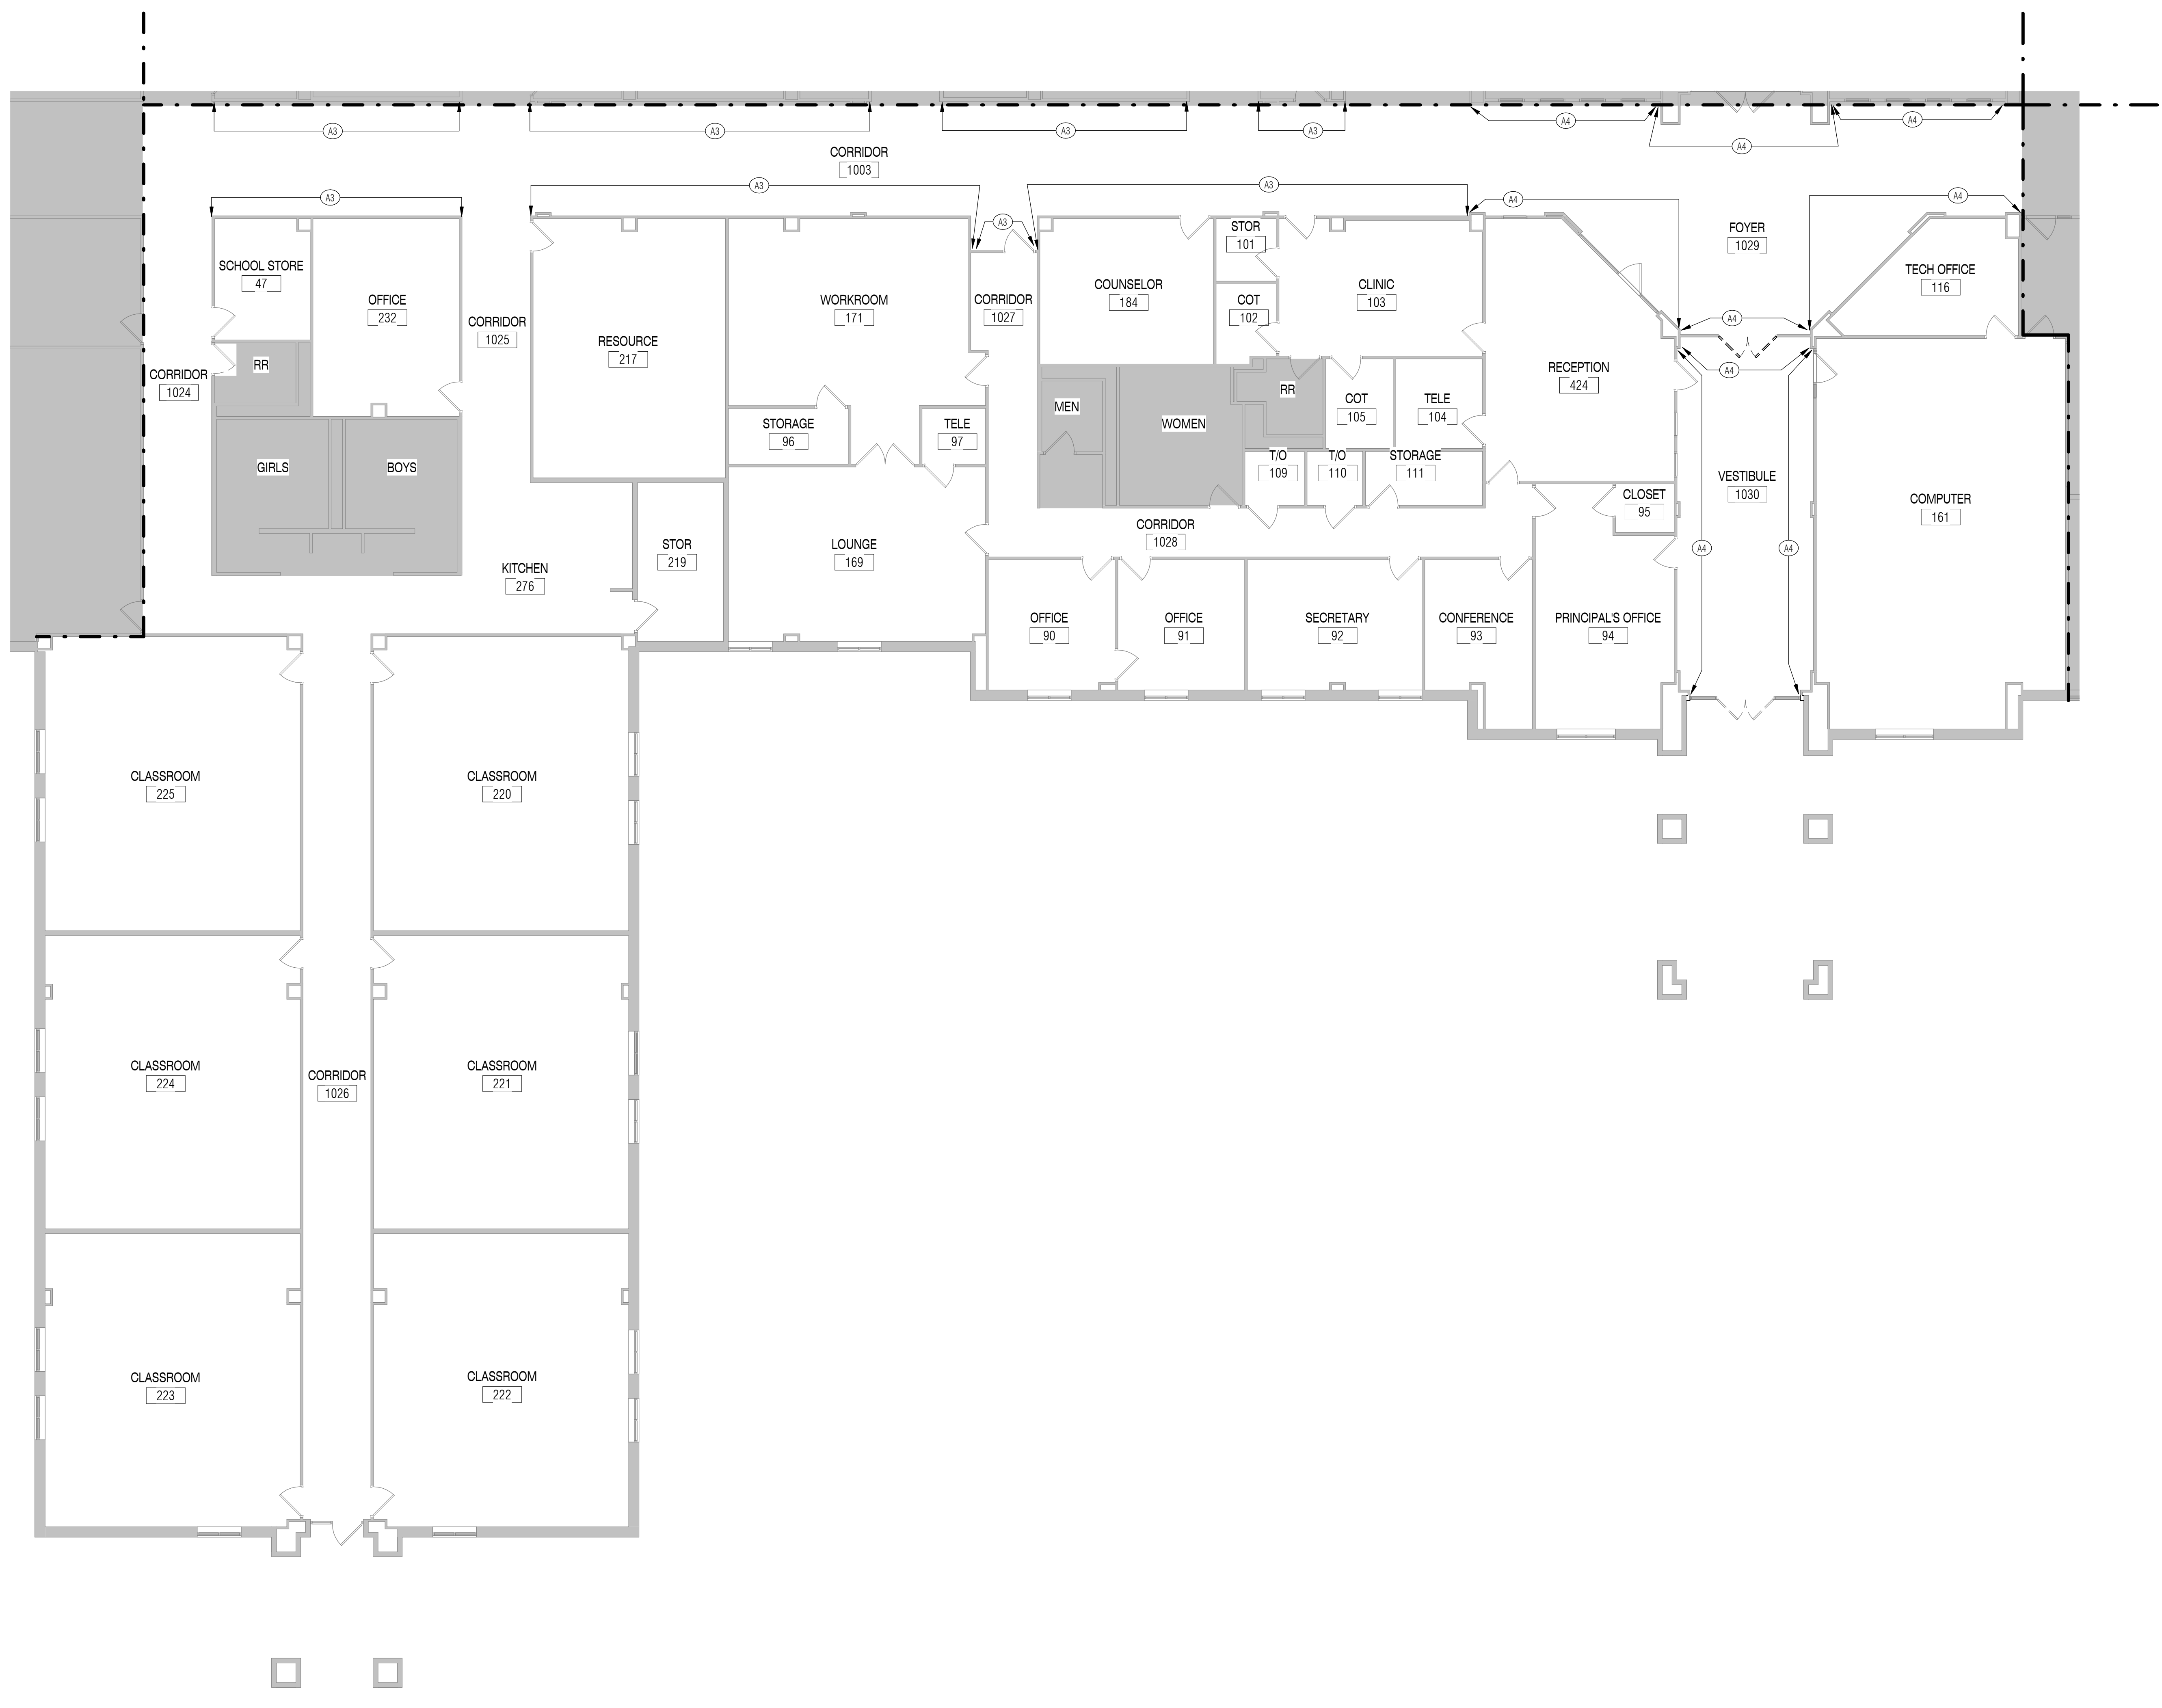 A3
A3
A3
A3
A4
A4
A4
CORRIDOR
1003
A3
A3
A3
A3
A4
A4
SCHOOL STORE
47
OFFICE
232
CORRIDOR
1025
RESOURCE
217
WORKROOM
171
CORRIDOR
1027
COUNSELOR
184
STOR
101
COT
102
CLINIC
103
FOYER
1029
TECH OFFICE
116
A4
A4
CORRIDOR
1024
RR
RECEPTION
424
MEN
WOMEN
RR
COT
105
TELE
104
STORAGE
96
TELE
97
GIRLS
BOYS
T/O
109
T/O
110
STORAGE
111
CLOSET
95
VESTIBULE
1030
COMPUTER
161
KITCHEN
276
STOR
219
LOUNGE
169
CORRIDOR
1028
A4
A4
OFFICE
90
OFFICE
91
SECRETARY
92
CONFERENCE
93
PRINCIPAL'S OFFICE
94
CLASSROOM
225
CLASSROOM
220
CLASSROOM
224
CORRIDOR
1026
CLASSROOM
221
CLASSROOM
223
CLASSROOM
222